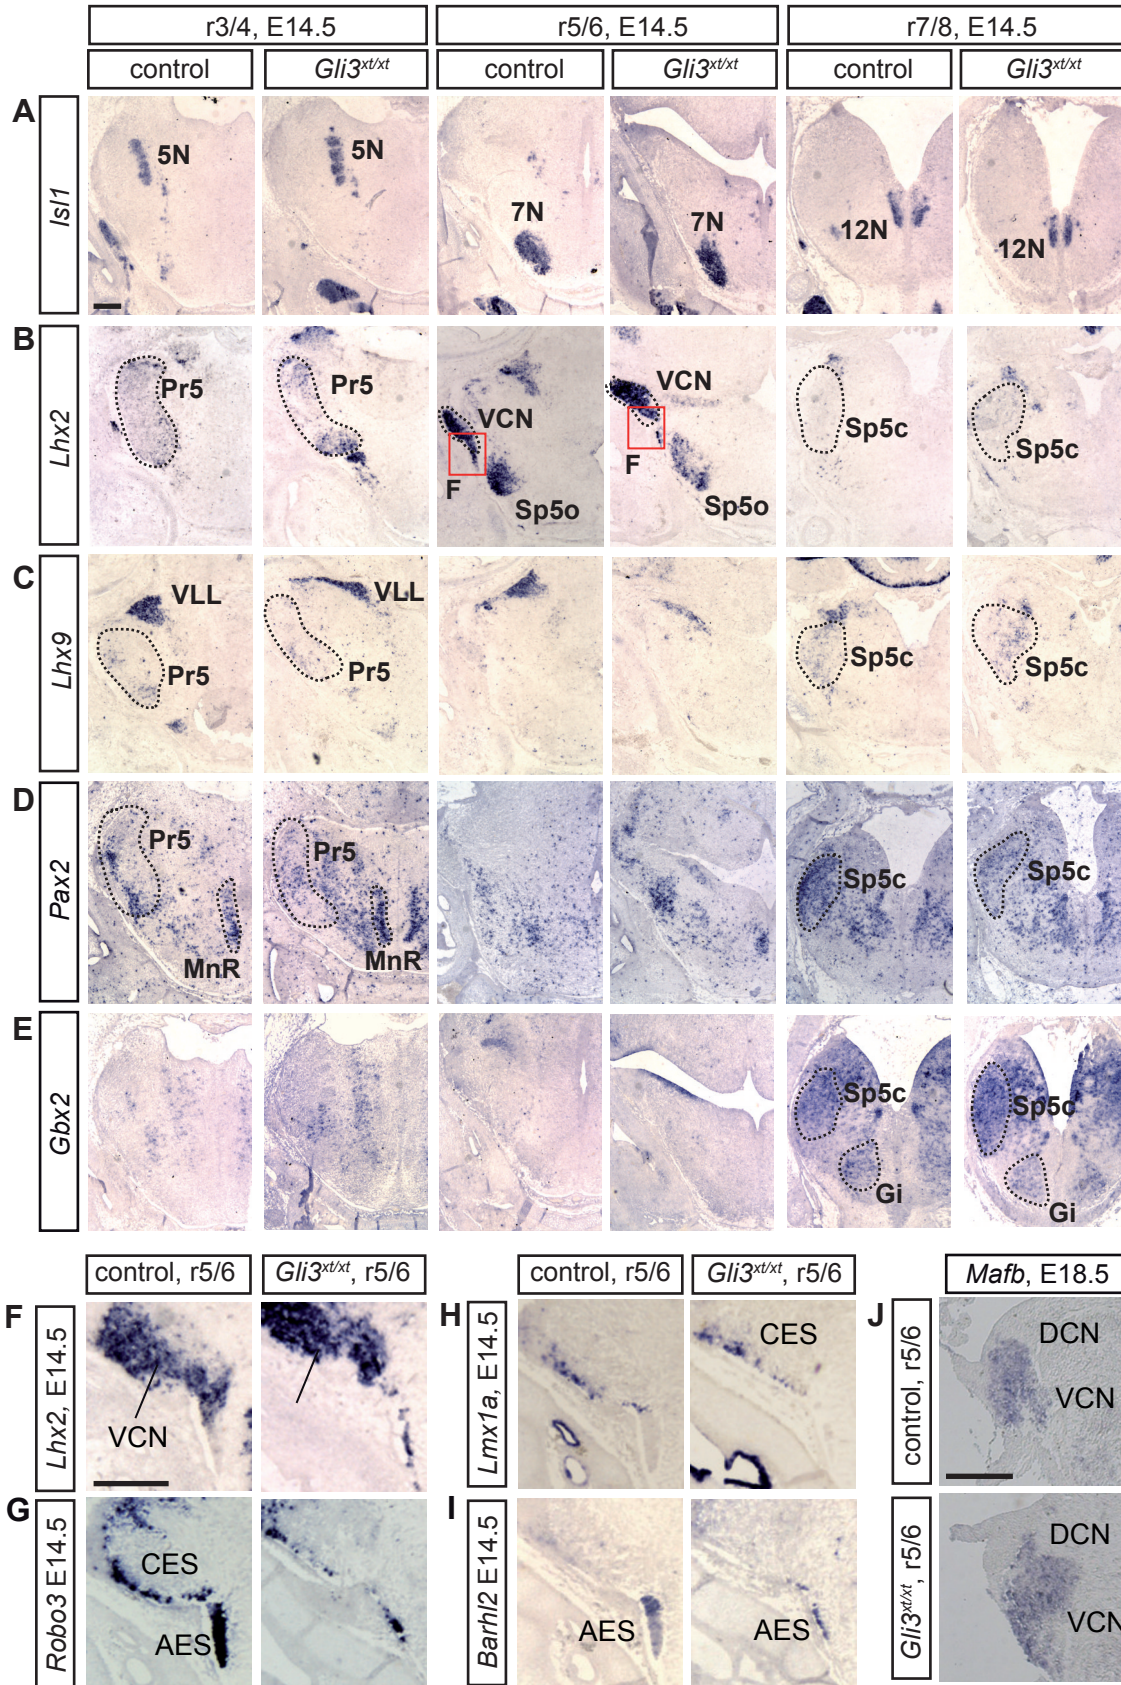 r3/4, E14.5 r5/6, E14.5 r7/8, E14.5
control Gli3xt/xt control Gli3xt/xt control Gli3xt/xt
A Isl1 5N 5N 7N 7N 12N 12N
B Lhx2 Pr5 Pr5 VCN F Sp5o VCN F Sp5o Sp5c Sp5c
C Lhx9 VLL Pr5 VLL Pr5 Sp5c Sp5c
D Pax2 Pr5 MnR Pr5 MnR Sp5c Sp5c
E Gbx2 Sp5c Gi Sp5c Gi
control, r5/6 Gli3xt/xt, r5/6 control, r5/6 Gli3xt/xt, r5/6 Mafb, E18.5
F Lhx2, E14.5 VCN
G Robo3 E14.5 CES AES
H Lmx1a, E14.5 CES
I Barhl2 E14.5 AES AES
J control, r5/6 DCN VCN
Gli3xt/xt, r5/6 DCN VCN